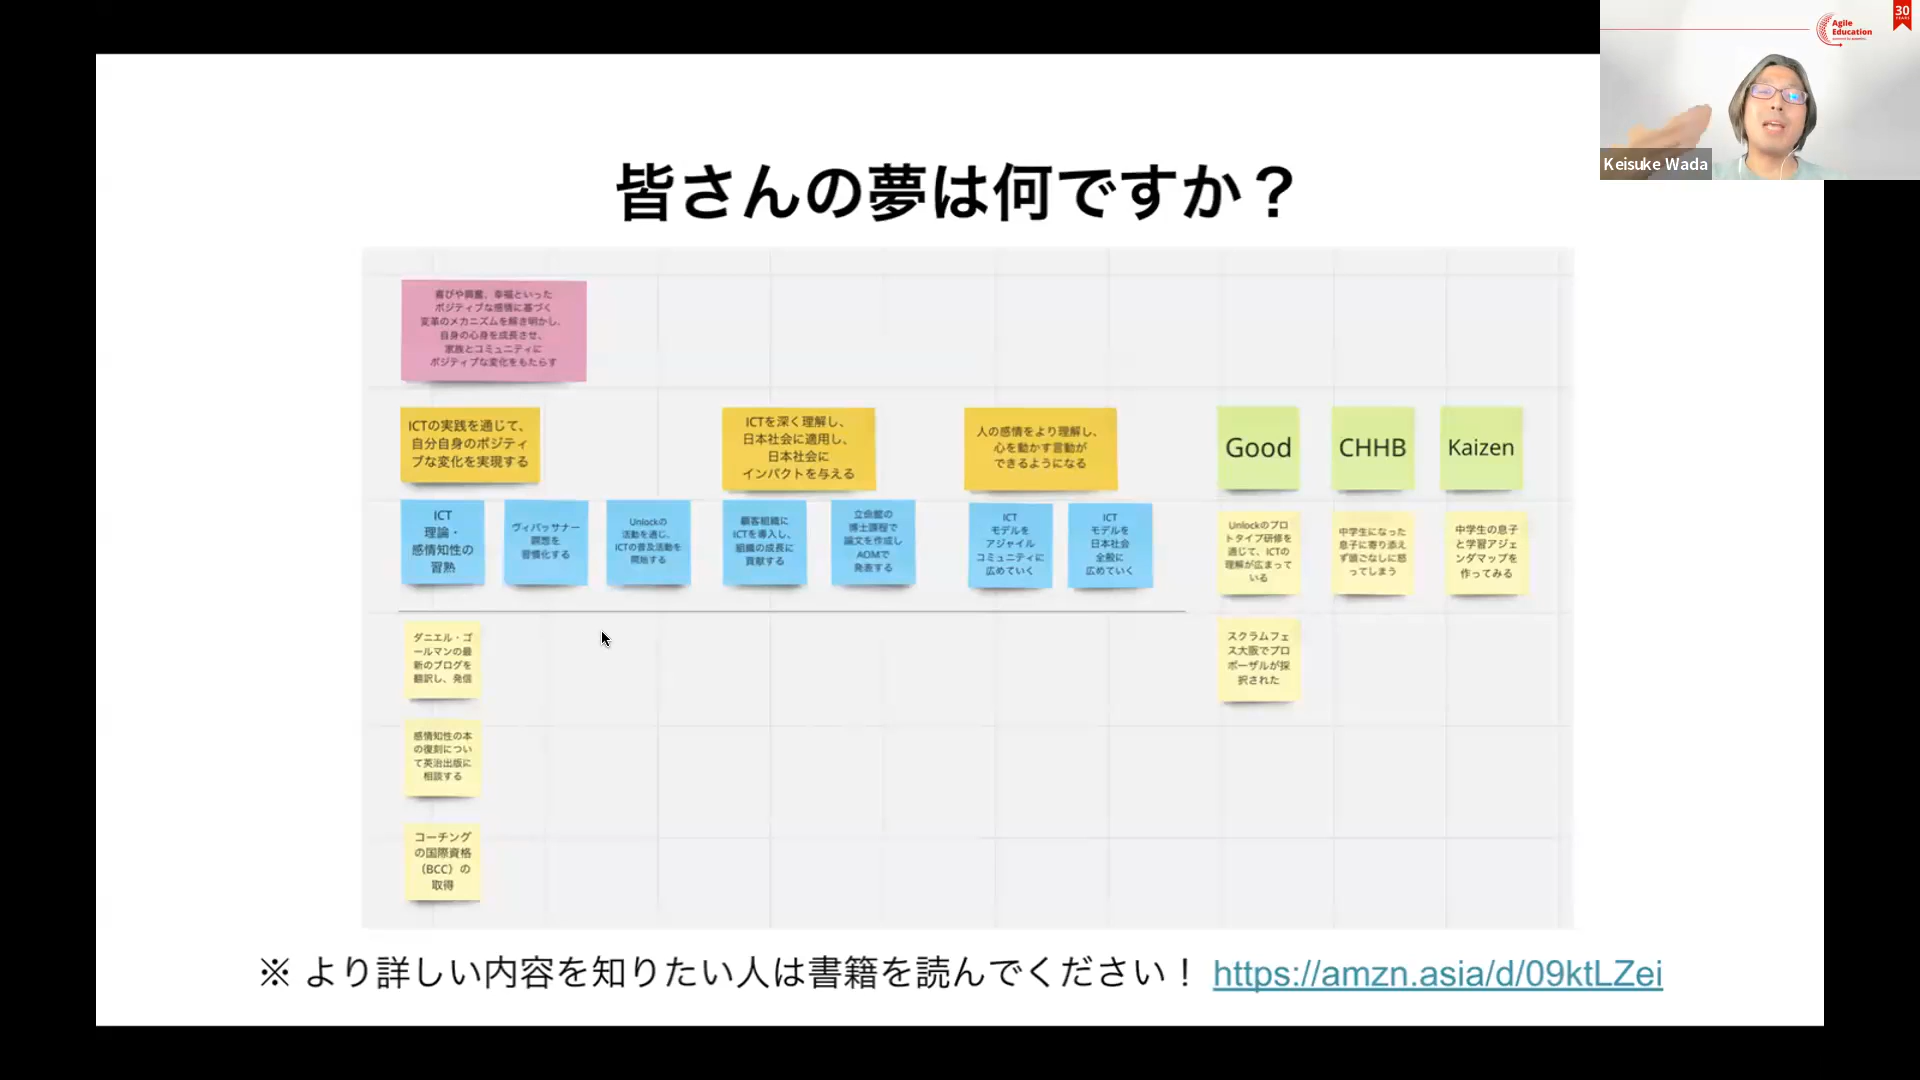 30
YEARS
Agile
Education
Keisuke Wada
皆さんの夢は何ですか？
喜びや興奮、幸福といった
ポジティブな感情に基づく
変革のメカニズムを解き明かし、
自身の心身を成長させ、
家族とコミュニティに
ポジティブな変化をもたらす
ICTの実践を通じて、
自分自身のポジティ
ブな変化を実現する
ICTを深く理解し、
日本社会に適用し、
日本社会に
インパクトを与える
人の感情をより理解し、
心を動かす言動が
できるようになる
Good
CHHB
Kaizen
ICT
理論・
感情知性の
習熟
ヴィパッサナー
瞑想を
習慣化する
Unlockの
活動を通じ、
ICTの普及活動を
開始する
顧客組織に
ICTを導入し、
組織の成長に
貢献する
立命館の
博士課程で
論文を作成し
AOMで
発表する
ICT
モデルを
アジャイル
コミュニティに
広めていく
ICT
モデルを
日本社会
全般に
広めていく
Unlockのプロ
トタイプ研修を
通じて、ICTの
理解が広まって
いる
中学生になった
息子に寄り添え
ず頭ごなしに怒
ってしまう
中学生の息子
と学習アジェ
ンダマップを
作ってみる
ダニエル・ゴ
ールマンの最
新のブログを
翻訳し、発信
スクラムフェ
ス大阪でプロ
ポーザルが採
択された
感情知性の本
の復刻につい
て英治出版に
相談する
コーチング
の国際資格
（BCC）の
取得
※ より詳しい内容を知りたい人は書籍を読んでください！ https://amzn.asia/d/09ktLZei